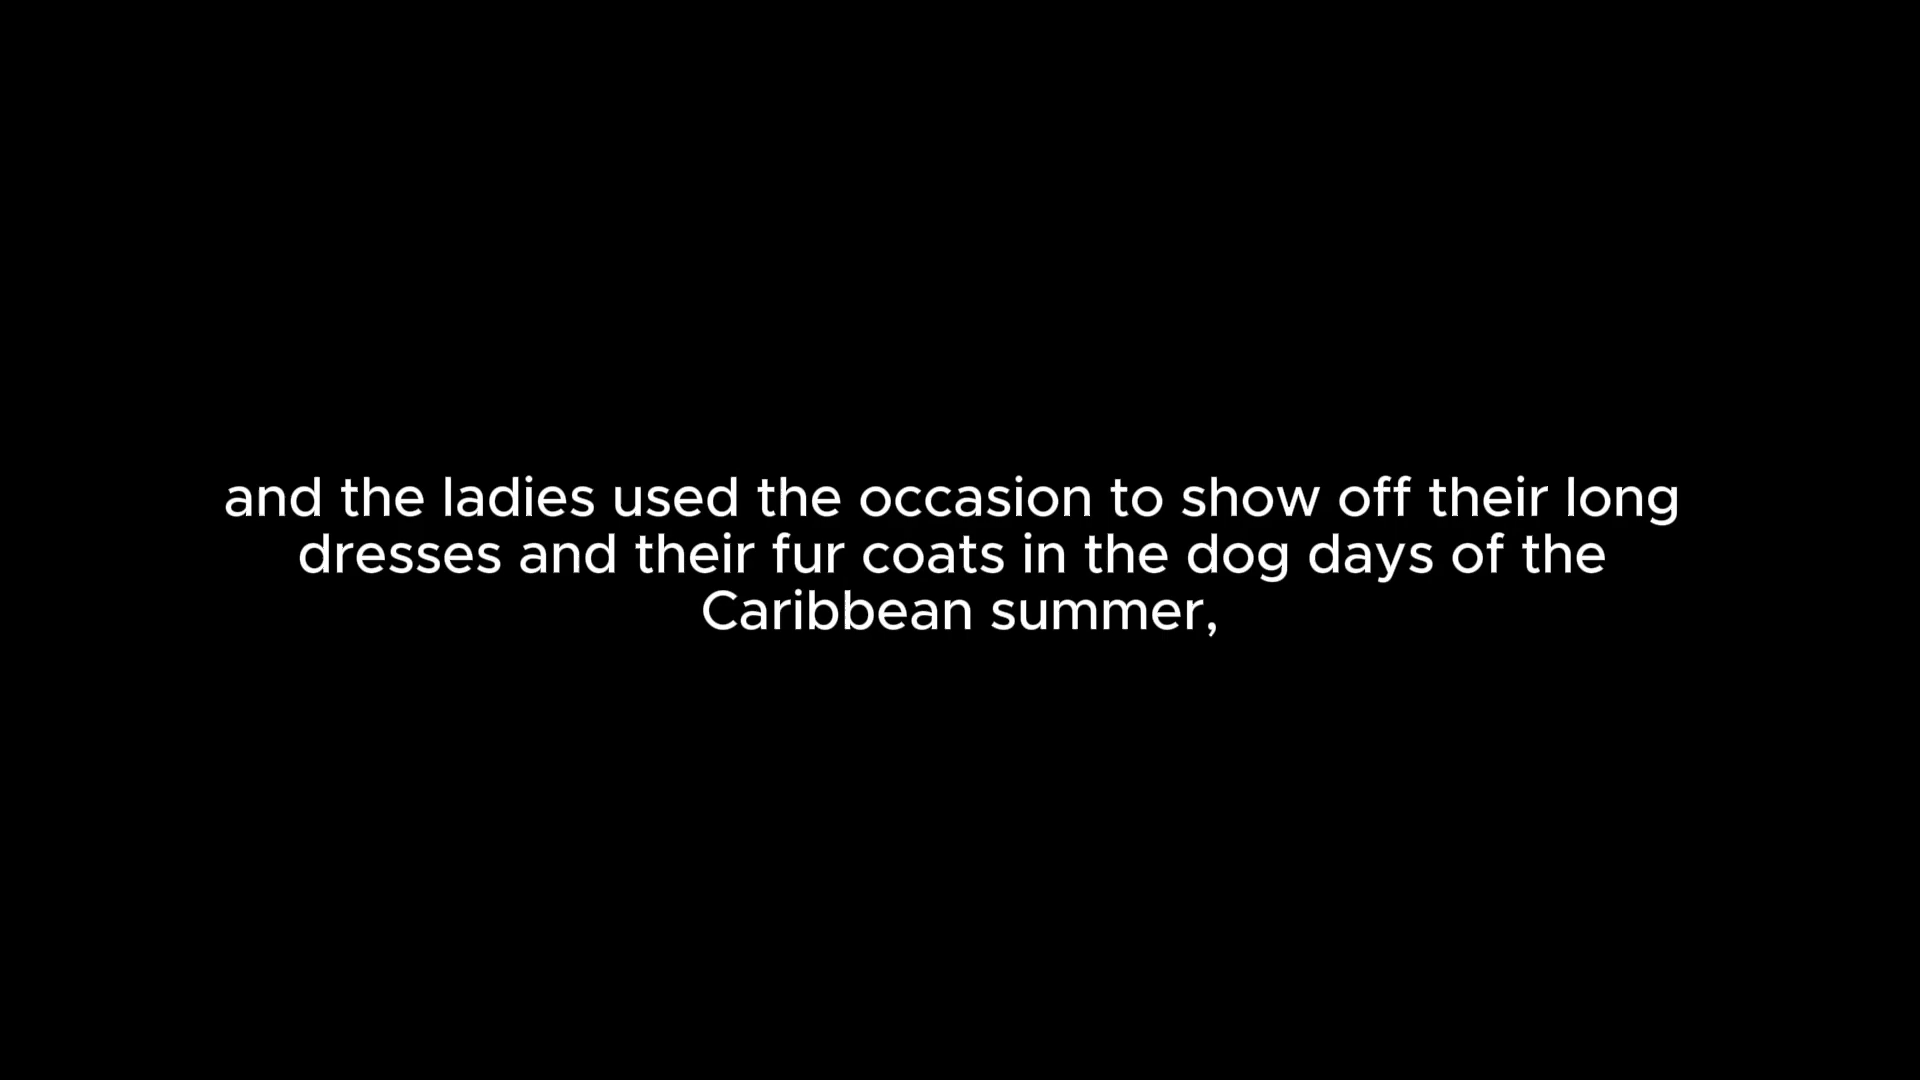 and the ladies used the occasion to show off their long
dresses and their fur coats in the dog days of the
Caribbean summer,